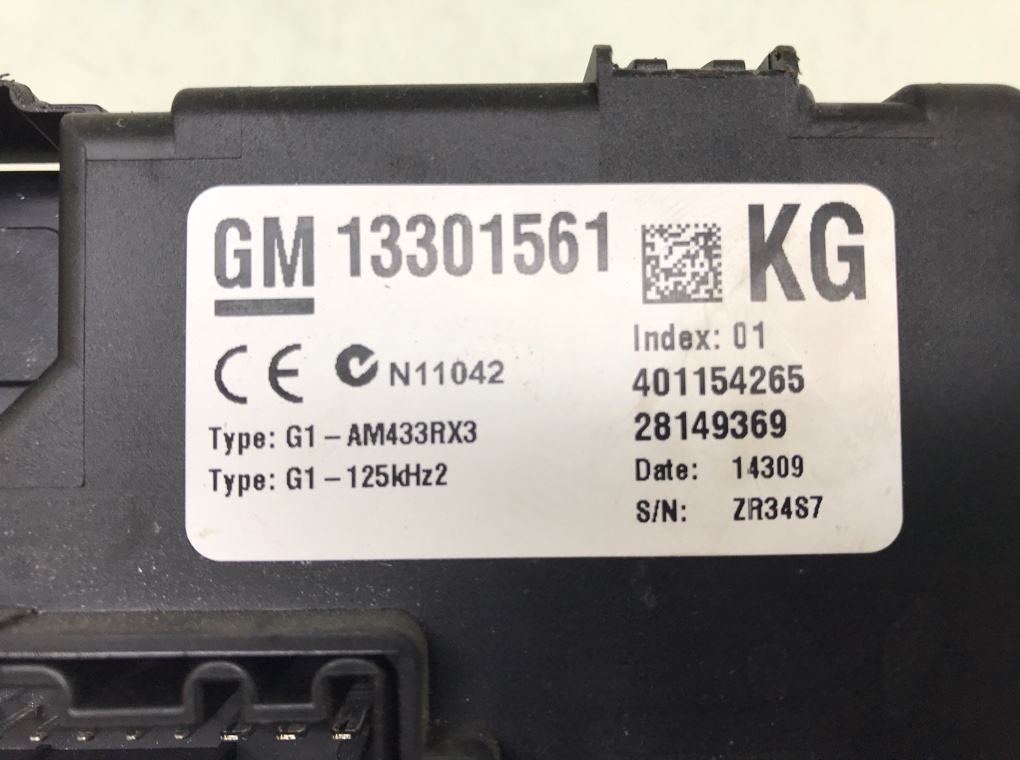 GM 13301561 KG
CE N11042
Type: G1-AM433RX3
Type: G1-125kHz2
Index: 01
401154265
28149369
Date: 14309
S/N: ZR34S7